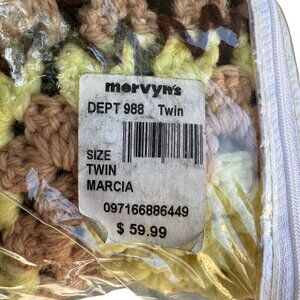 mervyn's
DEPT 988 Twin
SIZE
TWIN
MARCIA
097166886449
$ 59.99